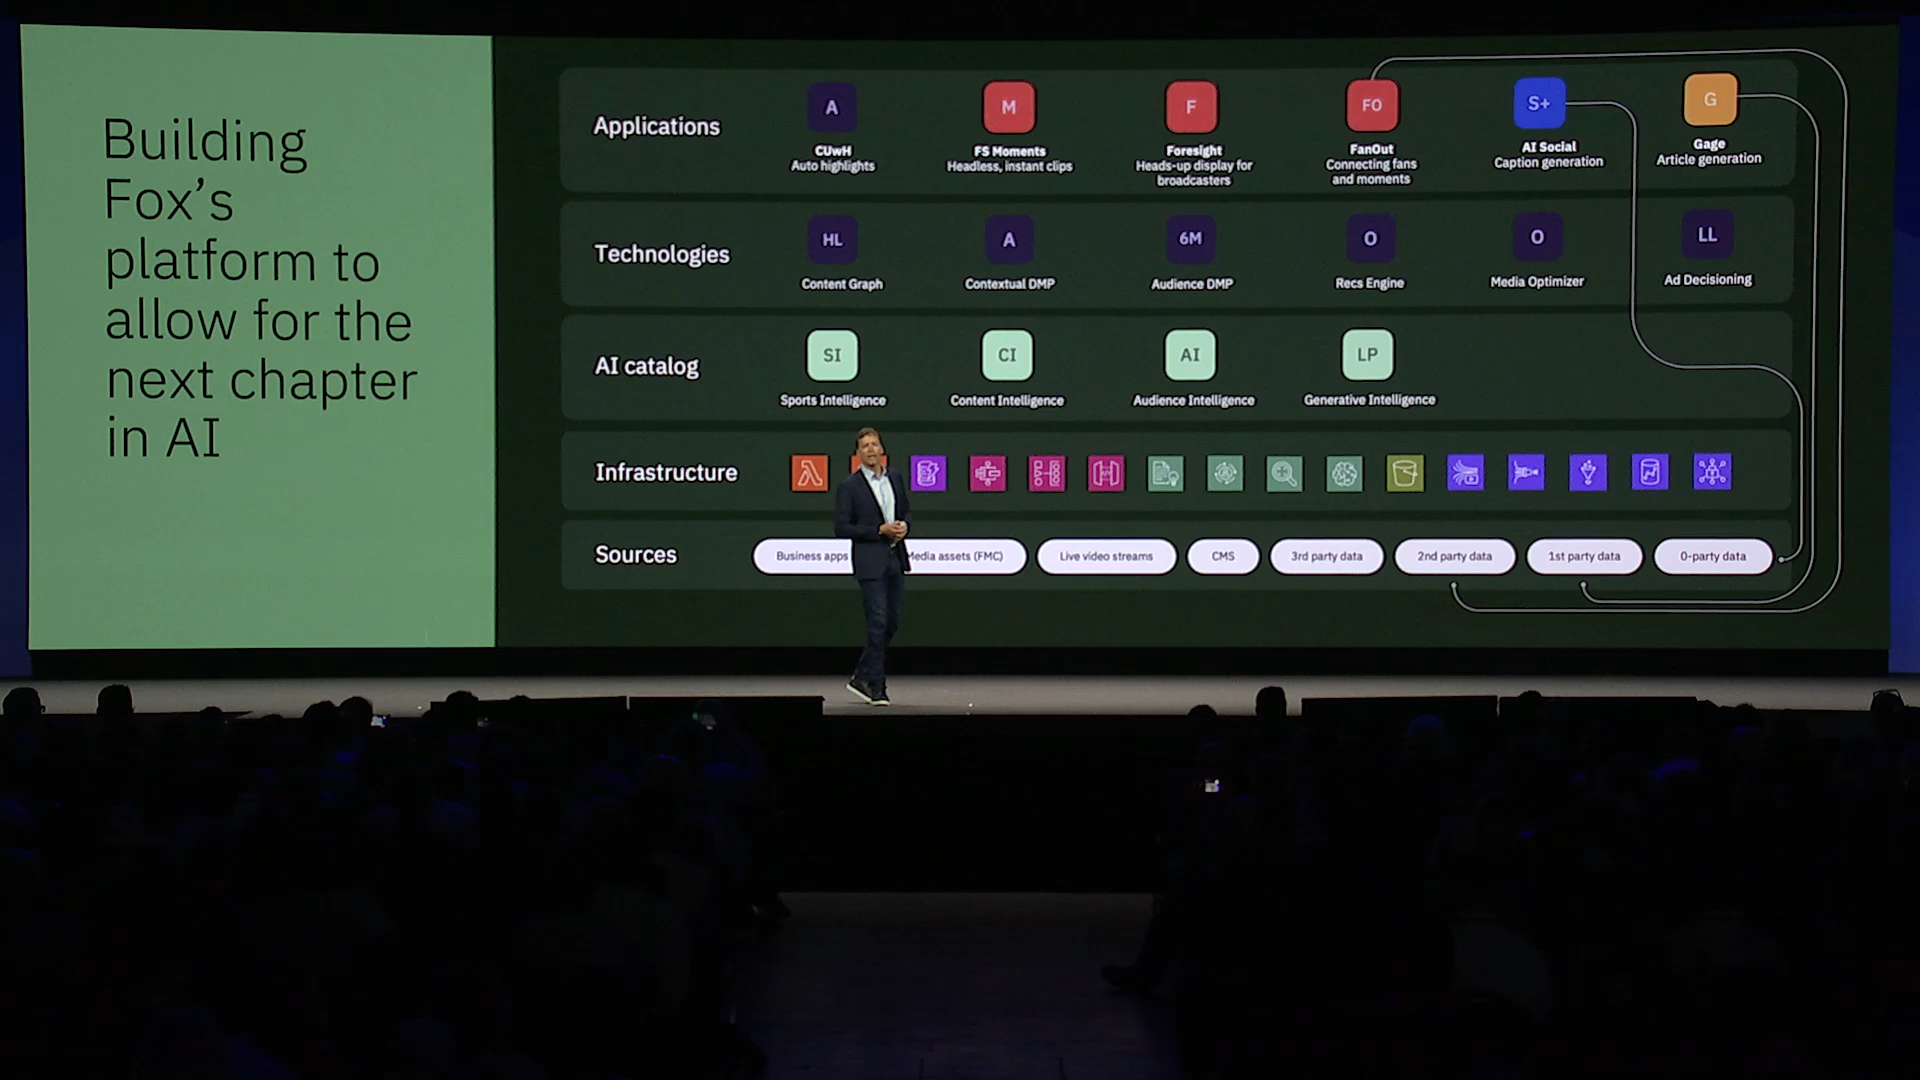 Building
Fox's
platform to
allow for the
next chapter
in AI
Applications
A
CUwH
Auto highlights
M
FS Moments
Headless, instant clips
F
Foresight
Heads-up display for
broadcasters
FO
FanOut
Connecting fans
and moments
S+
AI Social
Caption generation
G
Gage
Article generation
Technologies
HL
Content Graph
A
Contextual DMP
6M
Audience DMP
O
Recs Engine
O
Media Optimizer
LL
Ad Decisioning
AI catalog
SI
Sports Intelligence
CI
Content Intelligence
AI
Audience Intelligence
LP
Generative Intelligence
Infrastructure
Sources
Business apps
Media assets (FMC)
Live video streams
CMS
3rd party data
2nd party data
1st party data
0-party data